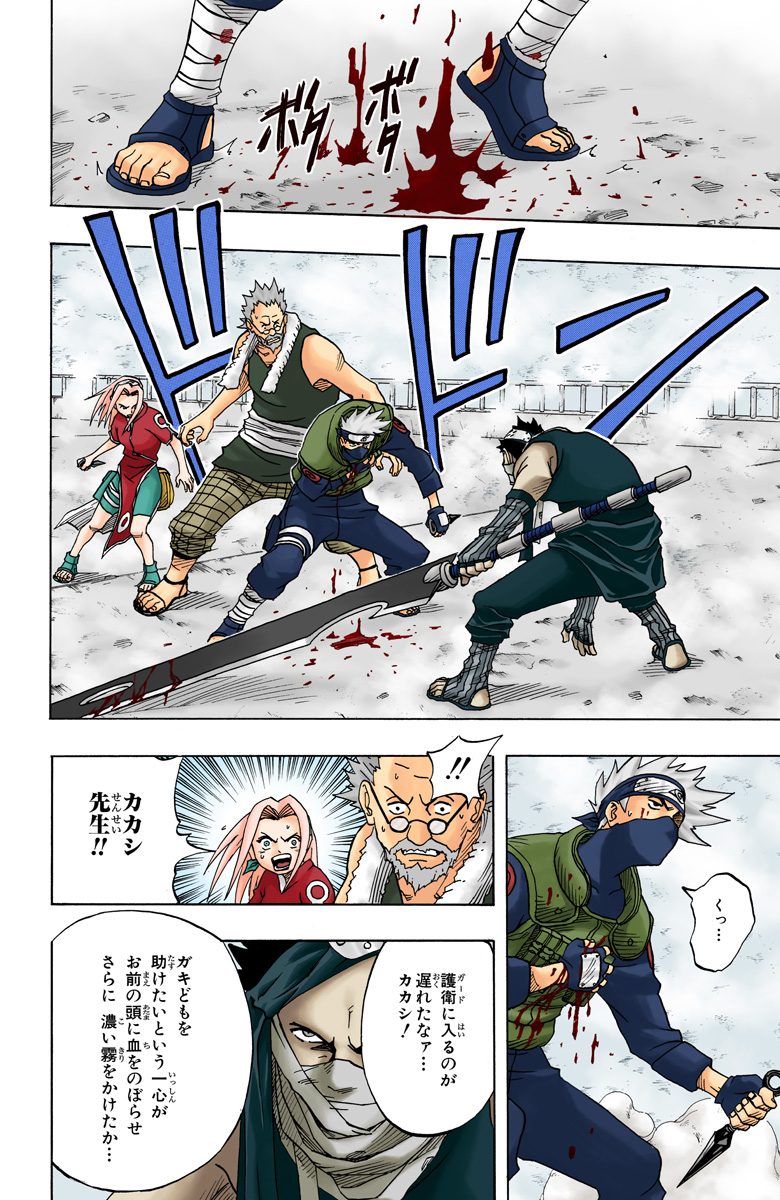 ボタ
ボタ
ドドン
!!
カカシ
先生!!
くっ…
護衛に入るのが
遅れたなァ…
カカシ!
ガキどもを
助けたいという一心が
お前の頭に血をのぼらせ
さらに 濃い霧をかけたか…